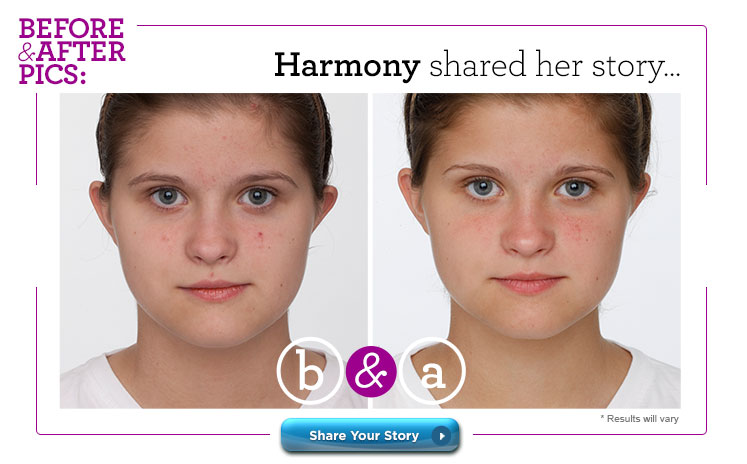 BEFORE
&AFTER
PICS:
Harmony shared her story...
b & a
* Results will vary
Share Your Story